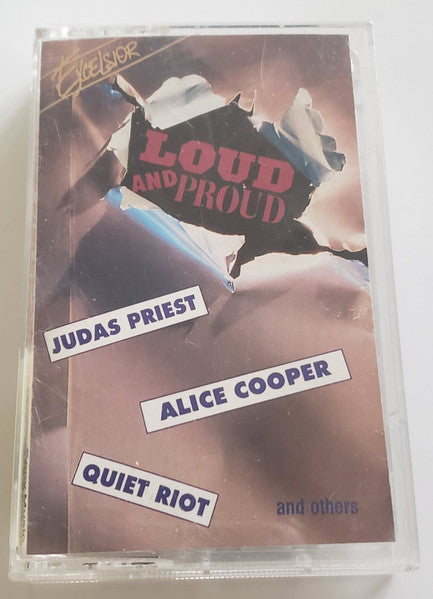 EXCELSIOR
LOUD
AND PROUD
JUDAS PRIEST
ALICE COOPER
QUIET RIOT
and others